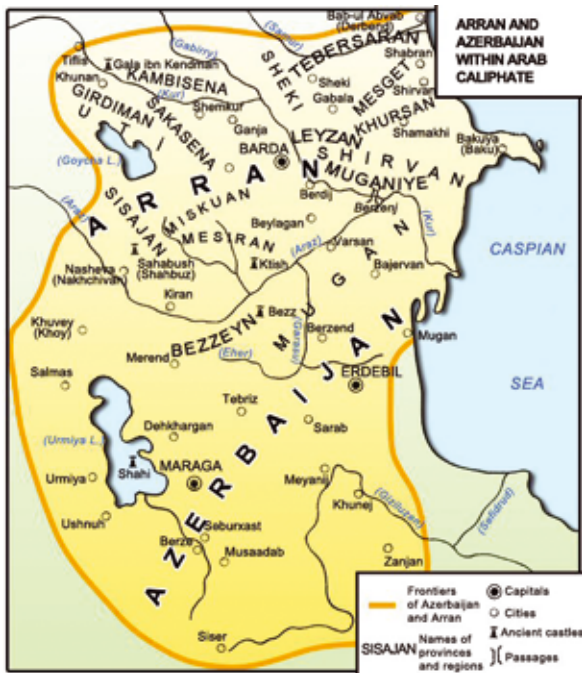 ARRAN AND
AZERBAIJAN
WITHIN ARAB
CALIPHATE
Bab-ul Abvab
(Derbend)
(Samur)
TEBERSARAN
Tiflis
(Gabirry)
Gala ibn Kendman
Shabran
Khunan
KAMBISENA
SHEKI
Sheki
MESGET
(Kur)
Gabala
Shirvan
GIRDIMAN
SAKASENA
Shemkur
KHURSAN
UTI
Ganja
LEYZAN
Shamakhi
Bakuya
(Baku)
(Goycha L.)
BARDA
SHIRVAN
ARRAN
MUGANIYE
(Araz)
SISAJAN
MISKUAN
Berdij
Berzenj
MESIRAN
Beylagan
(Kur)
(Araz)
Varsan
CASPIAN
Sahabush
(Shahbuz)
Ktish
Nasheva
(Nakhchivan)
Bajervan
MUGAN
Kiran
Bezz
Khuvey
(Khoy)
BEZZEYN
(Garasu)
Berzend
Mugan
Merend
(Eher)
SEA
Salmas
ERDEBIL
Tebriz
AZERBAIJAN
(Urmiya L.)
Dehkhargan
Sarab
Shahi
MARAGA
Meyanij
Urmiya
Khunej
(Giziluzen)
(Sefidrud)
Ushnuh
Seburxast
Berze
Musaadab
Zanjan
Siser
Frontiers
of Azerbaijan
and Arran
Capitals
Cities
SISAJAN
Names of
provinces
and regions
Ancient castles
Passages